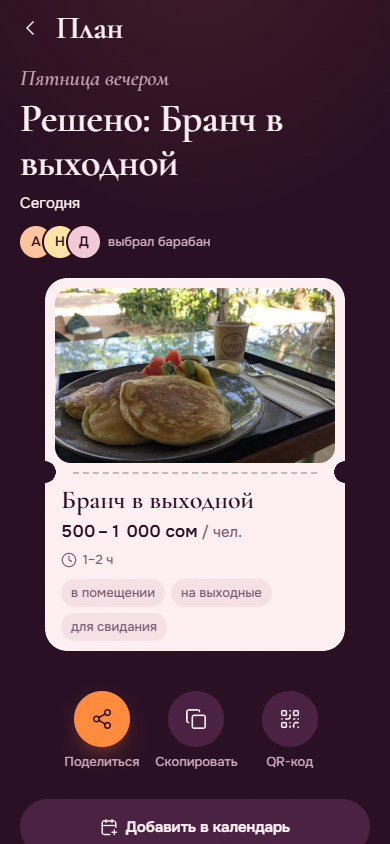 План
Пятница вечером
Решено: Бранч в
выходной
Сегодня
А Н Д выбрал барабан
Бранч в выходной
500 – 1 000 сом / чел.
1–2 ч
в помещении на выходные
для свидания
Поделиться Скопировать QR-код
Добавить в календарь